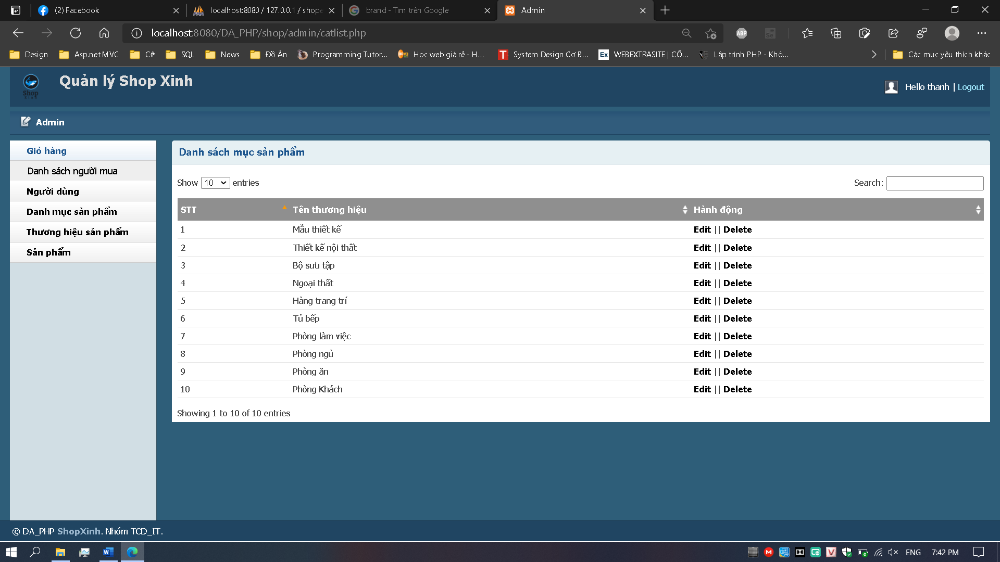 (2) Facebook
localhost:8080 / 127.0.0.1 / shope
brand - Tìm trên Google
Admin
localhost:8080/DA_PHP/shop/admin/catlist.php
ABP
Se
Design
Asp.net MVC
C#
SQL
News
Đồ Án
Programming Tutor...
Học web giá rẻ - H...
System Design Cơ B...
WEBEXTRASITE | CÔ...
Lập trình PHP - Khó...
Các mục yêu thích khác
Shop
Quản lý Shop Xinh
Hello thanh | Logout
Admin
Giỏ hàng
Danh sách người mua
Người dùng
Danh mục sản phẩm
Thương hiệu sản phẩm
Sản phẩm
Danh sách mục sản phẩm
Show 10 entries
Search:
STT Tên thương hiệu Hành động
1 Mẫu thiết kế Edit || Delete
2 Thiết kế nội thất Edit || Delete
3 Bộ sưu tập Edit || Delete
4 Ngoại thất Edit || Delete
5 Hàng trang trí Edit || Delete
6 Tủ bếp Edit || Delete
7 Phòng làm việc Edit || Delete
8 Phòng ngủ Edit || Delete
9 Phòng ăn Edit || Delete
10 Phòng Khách Edit || Delete
Showing 1 to 10 of 10 entries
© DA_PHP ShopXinh. Nhóm TCD_IT.
ENG
7:42 PM